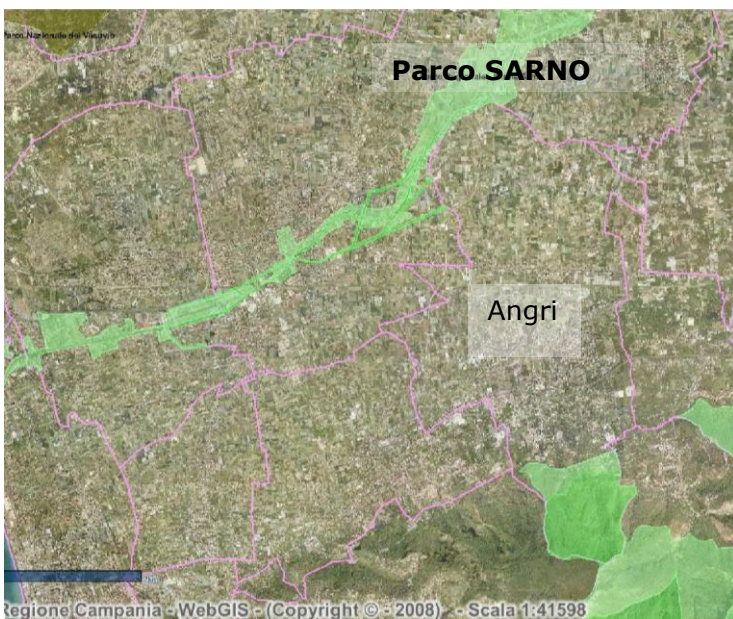 Parco Nazionale del Vesuvio
Parco SARNO
Angri
Regione Campania - WebGIS - (Copyright © - 2008) - - Scala 1:41598